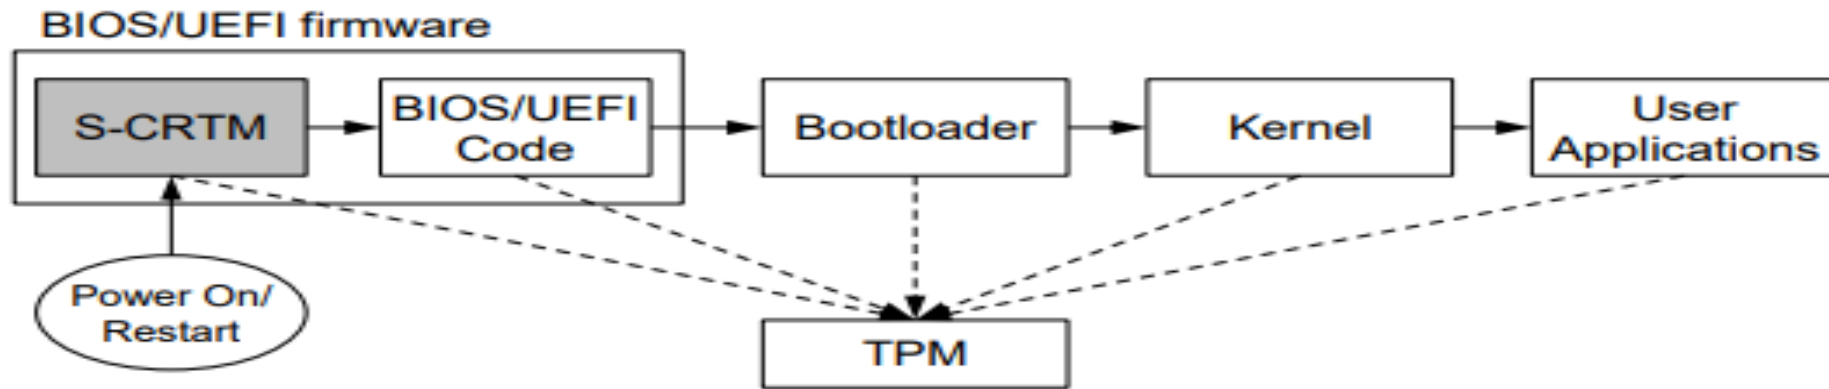 BIOS/UEFI firmware
S-CRTM
BIOS/UEFI
Code
Bootloader
Kernel
User
Applications
Power On/
Restart
TPM